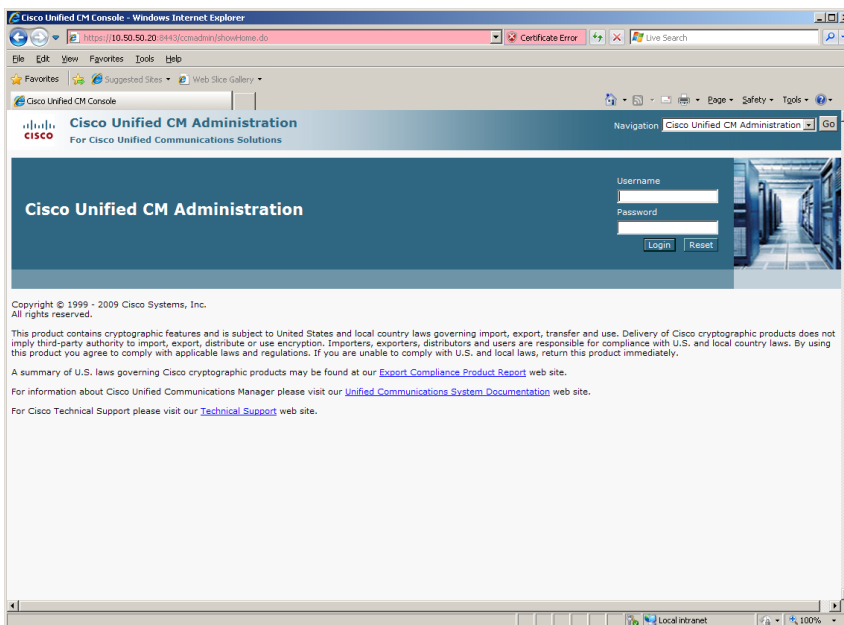 Cisco Unified CM Console - Windows Internet Explorer
https://10.50.50.20:8443/ccmadmin/showHome.do
Certificate Error
Live Search
File Edit View Favorites Tools Help
Favorites Suggested Sites Web Slice Gallery
Cisco Unified CM Console
Page Safety Tools
CISCO
Cisco Unified CM Administration
For Cisco Unified Communications Solutions
Navigation Cisco Unified CM Administration Go
Cisco Unified CM Administration
Username
Password
Login Reset
Copyright © 1999 - 2009 Cisco Systems, Inc.
All rights reserved.
This product contains cryptographic features and is subject to United States and local country laws governing import, export, transfer and use. Delivery of Cisco cryptographic products does not
imply third-party authority to import, export, distribute or use encryption. Importers, exporters, distributors and users are responsible for compliance with U.S. and local country laws. By using
this product you agree to comply with applicable laws and regulations. If you are unable to comply with U.S. and local laws, return this product immediately.
A summary of U.S. laws governing Cisco cryptographic products may be found at our Export Compliance Product Report web site.
For information about Cisco Unified Communications Manager please visit our Unified Communications System Documentation web site.
For Cisco Technical Support please visit our Technical Support web site.
Local intranet
100%